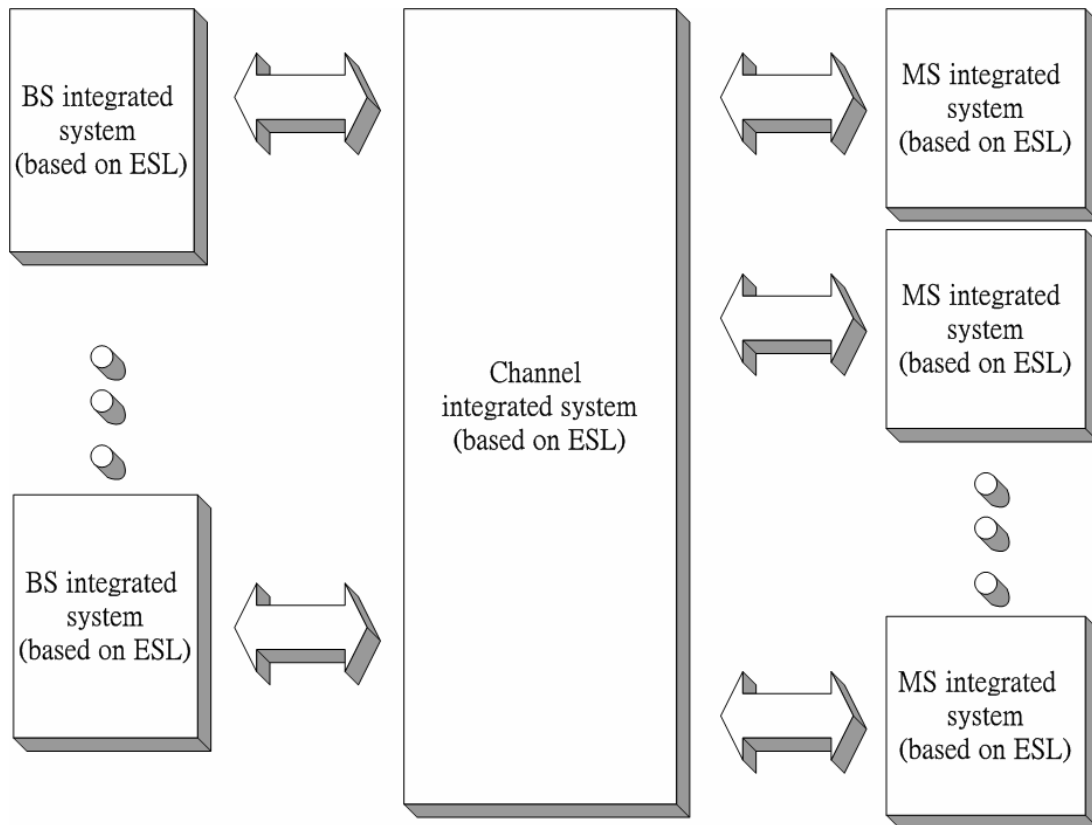 BS integrated
system
(based on ESL)
BS integrated
system
(based on ESL)
Channel
integrated system
(based on ESL)
MS integrated
system
(based on ESL)
MS integrated
system
(based on ESL)
MS integrated
system
(based on ESL)